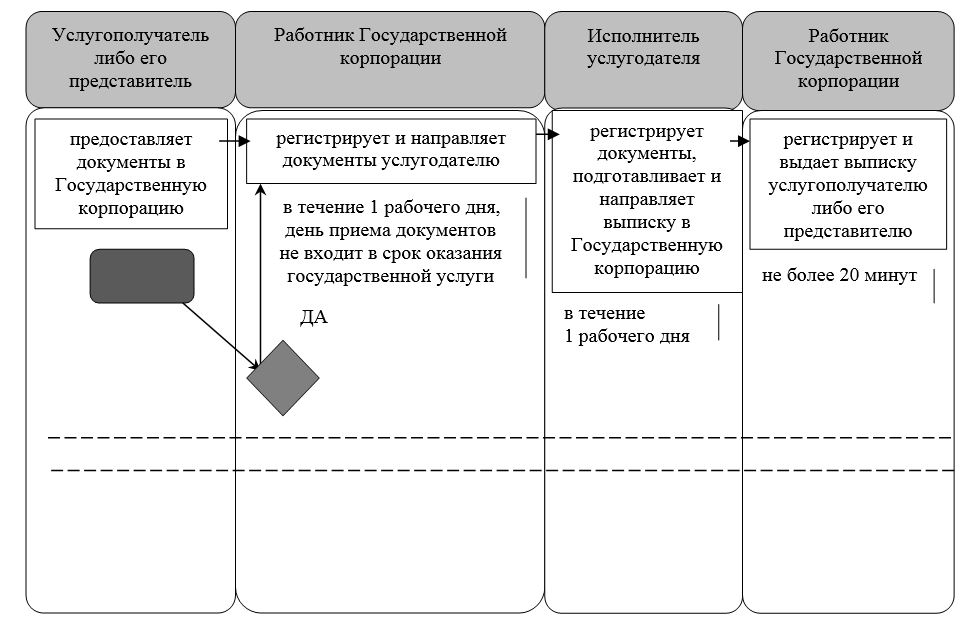 Услугополучатель
либо его
представитель
Работник Государственной
корпорации
Исполнитель
услугодателя
Работник
Государственной
корпорации
предоставляет
документы в
Государственную
корпорацию
регистрирует и направляет
документы услугодателю
в течение 1 рабочего дня,
день приема документов
не входит в срок оказания
государственной услуги
ДА
регистрирует
документы,
подготавливает и
направляет
выписку в
Государственную
корпорацию
в течение
1 рабочего дня
регистрирует и
выдает выписку
услугополучателю
либо его
представителю
не более 20 минут